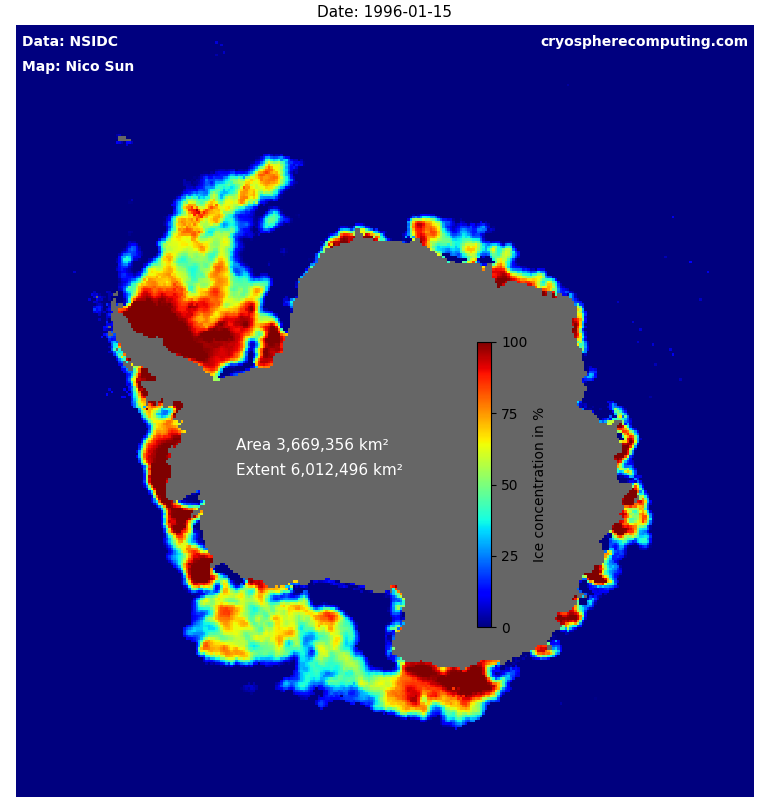 Date: 1996-01-15
Data: NSIDC
cryospherecomputing.com
Map: Nico Sun
100
75
50
25
0
Ice concentration in %
Area 3,669,356 km²
Extent 6,012,496 km²